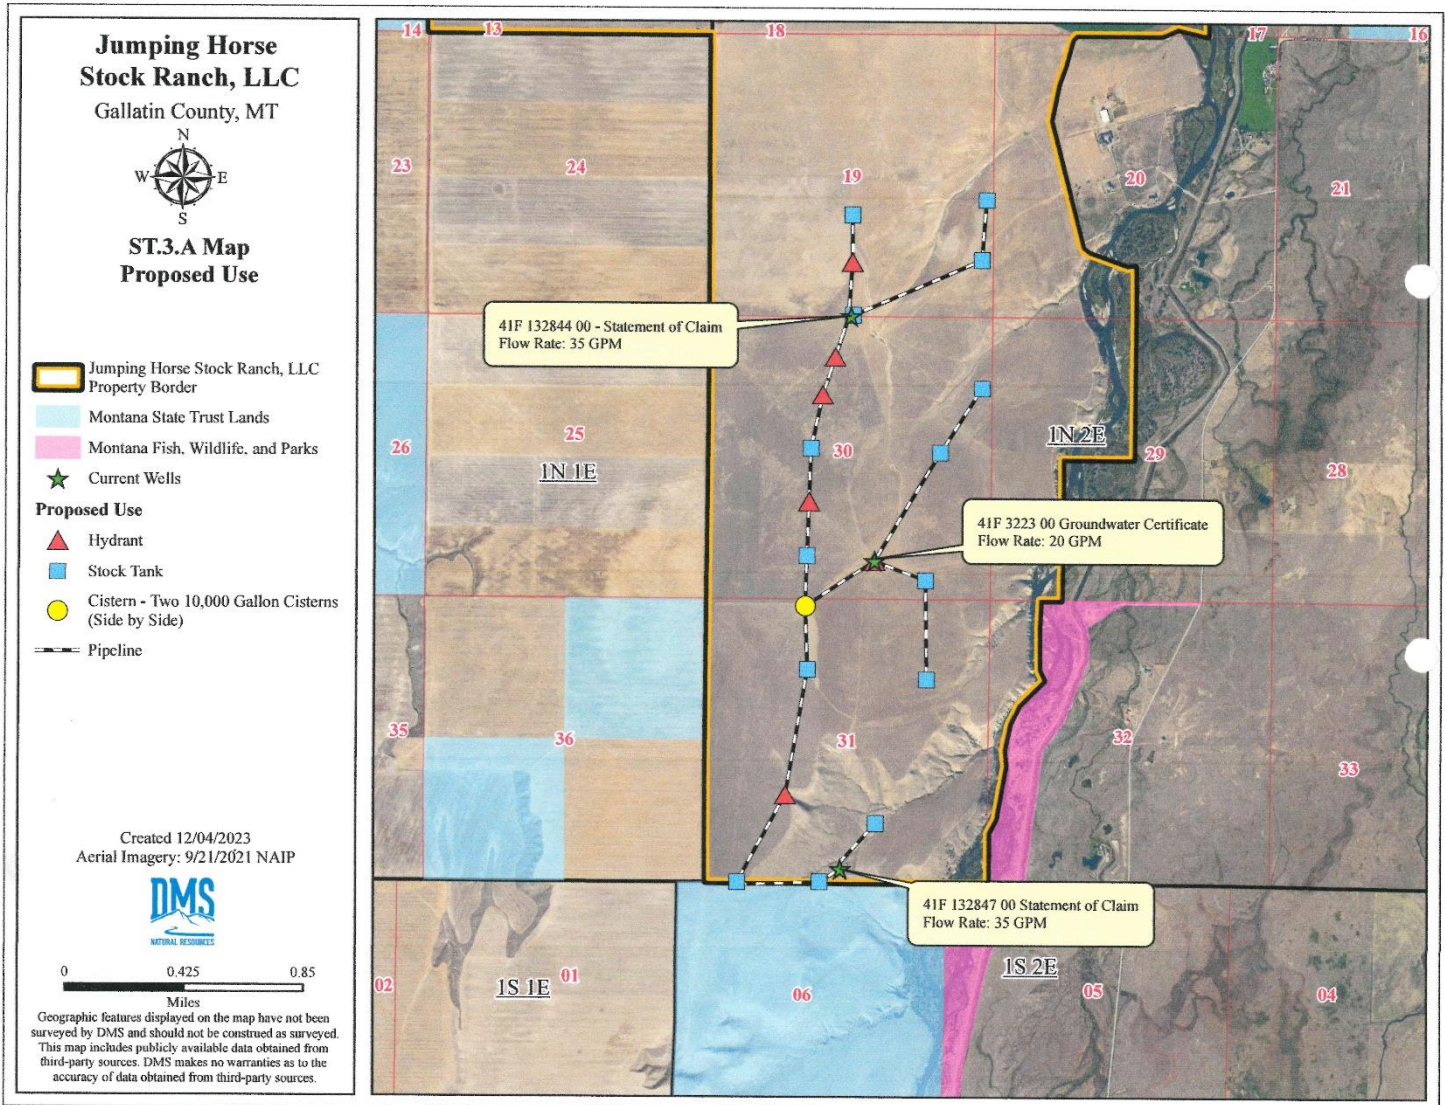 Jumping Horse
Stock Ranch, LLC
Gallatin County, MT
N
W
E
S
ST.3.A Map
Proposed Use
Jumping Horse Stock Ranch, LLC
Property Border
Montana State Trust Lands
Montana Fish, Wildlife, and Parks
Current Wells
Proposed Use
Hydrant
Stock Tank
Cistern - Two 10,000 Gallon Cisterns
(Side by Side)
Pipeline
Created 12/04/2023
Aerial Imagery: 9/21/2021 NAIP
DMS
NATURAL RESOURCES
0
0.425
0.85
Miles
Geographic features displayed on the map have not been
surveyed by DMS and should not be construed as surveyed.
This map includes publicly available data obtained from
third-party sources. DMS makes no warranties as to the
accuracy of data obtained from third-party sources.
14
13
18
17
16
23
24
19
20
21
41F 132844 00 - Statement of Claim
Flow Rate: 35 GPM
26
25
30
1N 2E
29
28
1N 1E
41F 3223 00 Groundwater Certificate
Flow Rate: 20 GPM
35
36
31
32
33
41F 132847 00 Statement of Claim
Flow Rate: 35 GPM
02
1S 1E
01
06
1S 2E
05
04